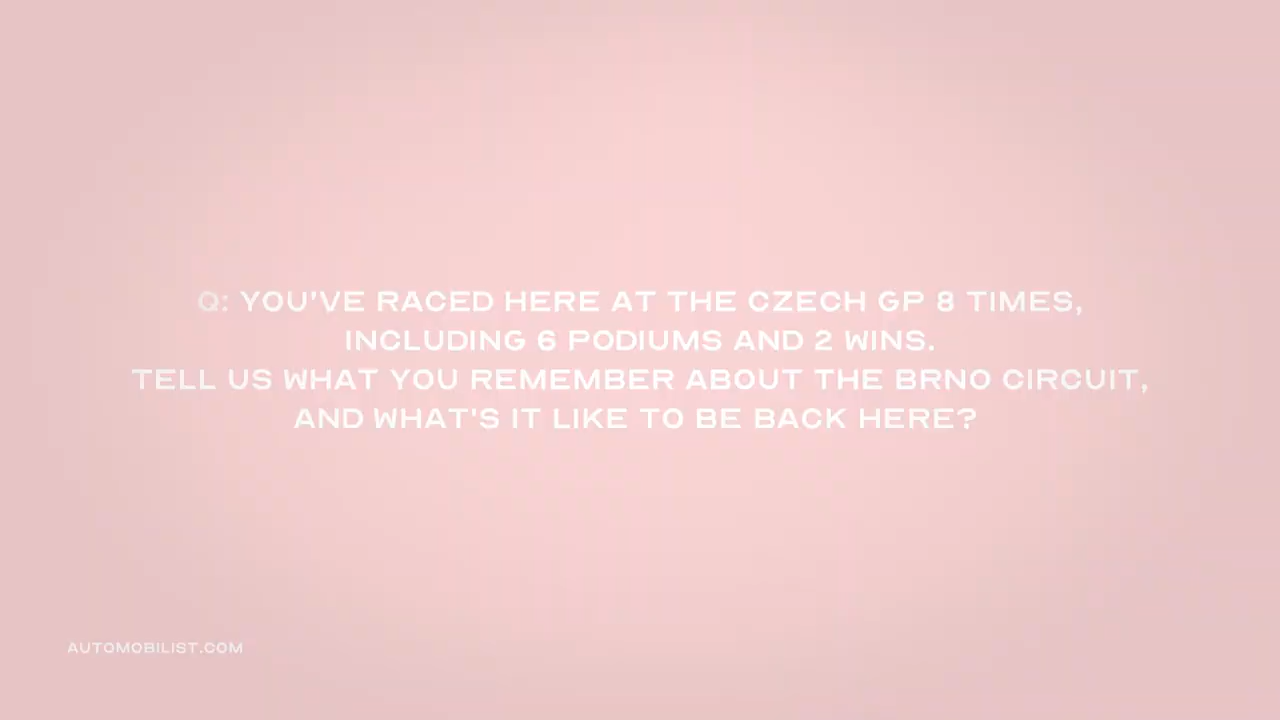 Q: YOU'VE RACED HERE AT THE CZECH GP 8 TIMES,
INCLUDING 6 PODIUMS AND 2 WINS.
TELL US WHAT YOU REMEMBER ABOUT THE BRNO CIRCUIT,
AND WHAT'S IT LIKE TO BE BACK HERE?
AUTOMOBILIST.COM